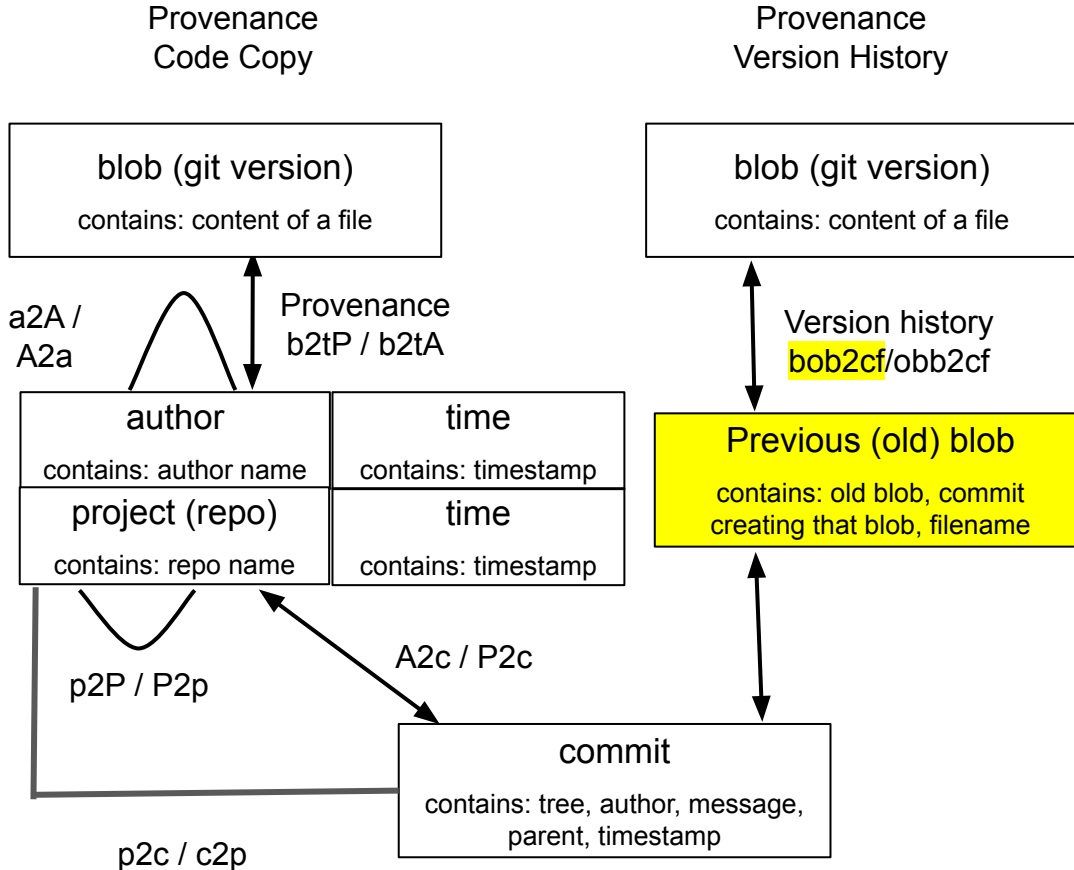 Provenance
Code Copy
Provenance
Version History
blob (git version)
contains: content of a file
blob (git version)
contains: content of a file
a2A /
A2a
Provenance
b2tP / b2tA
Version history
bob2cf/obb2cf
author
contains: author name
time
contains: timestamp
project (repo)
contains: repo name
time
contains: timestamp
Previous (old) blob
contains: old blob, commit
creating that blob, filename
p2P / P2p
A2c / P2c
commit
contains: tree, author, message,
parent, timestamp
p2c / c2p